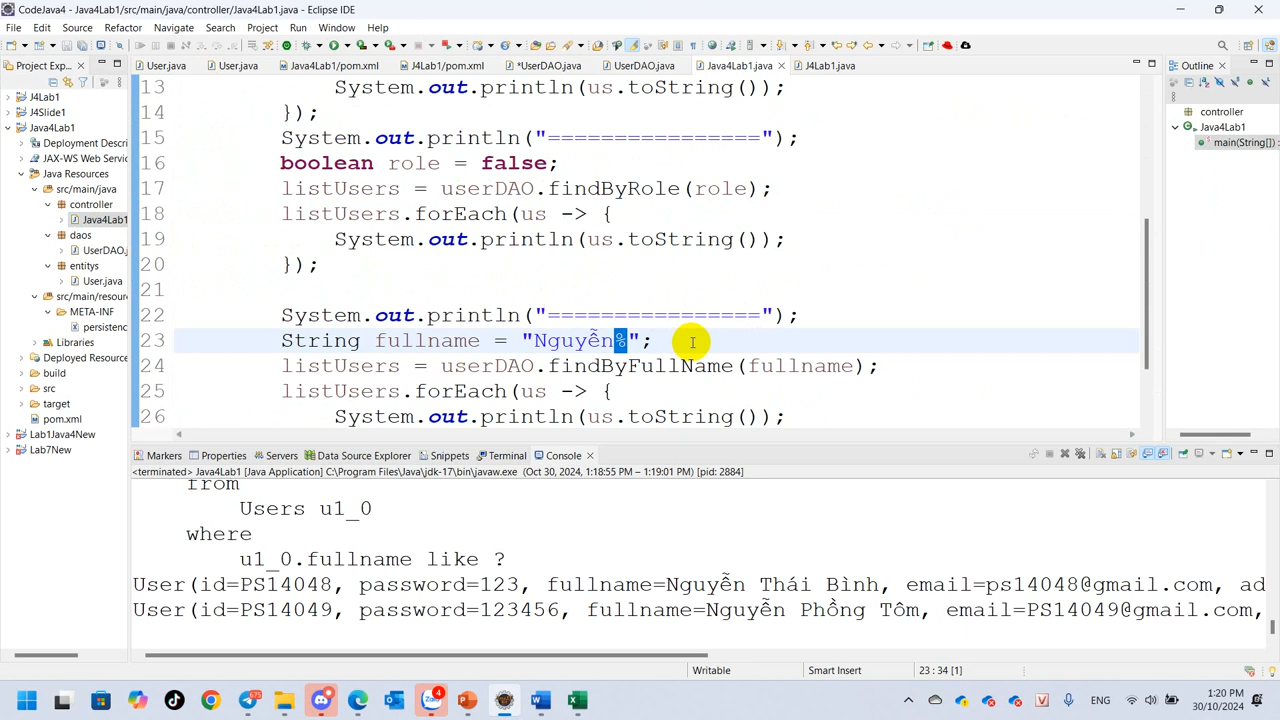 CodeJava4 - Java4Lab1/src/main/java/controller/Java4Lab1.java - Eclipse IDE
File Edit Source Refactor Navigate Search Project Run Window Help
Project Expl...
User.java
User.java
Java4Lab1/pom.xml
J4Lab1/pom.xml
*UserDAO.java
UserDAO.java
Java4Lab1.java
J4Lab1.java
Outline
J4Lab1
J4Slide1
Java4Lab1
Deployment Descri
JAX-WS Web Servic
Java Resources
src/main/java
controller
Java4Lab1
daos
UserDAO.j
entitys
User.java
src/main/resour
META-INF
persistenc
Libraries
Deployed Resource
build
src
target
pom.xml
Lab1Java4New
Lab7New
13 System.out.println(us.toString());
14 });
15 System.out.println("================");
16 boolean role = false;
17 listUsers = userDAO.findByRole(role);
18 listUsers.forEach(us -> {
19 System.out.println(us.toString());
20 });
21
22 System.out.println("================");
23 String fullname = "Nguyễn%";
24 listUsers = userDAO.findByFullName(fullname);
25 listUsers.forEach(us -> {
26 System.out.println(us.toString());
controller
Java4Lab1
main(String[])
Markers Properties Servers Data Source Explorer Snippets Terminal Console
<terminated> Java4Lab1 [Java Application] C:\Program Files\Java\jdk-17\bin\javaw.exe (Oct 30, 2024, 1:18:55 PM – 1:19:01 PM) [pid: 2884]
from
Users u1_0
where
u1_0.fullname like ?
User(id=PS14048, password=123, fullname=Nguyễn Thái Bình, email=ps14048@gmail.com, ad
User(id=PS14049, password=123456, fullname=Nguyễn Phồng Tôm, email=PS14049@gmail.com,
Writable Smart Insert 23 : 34 [1]
ENG 1:20 PM
30/10/2024